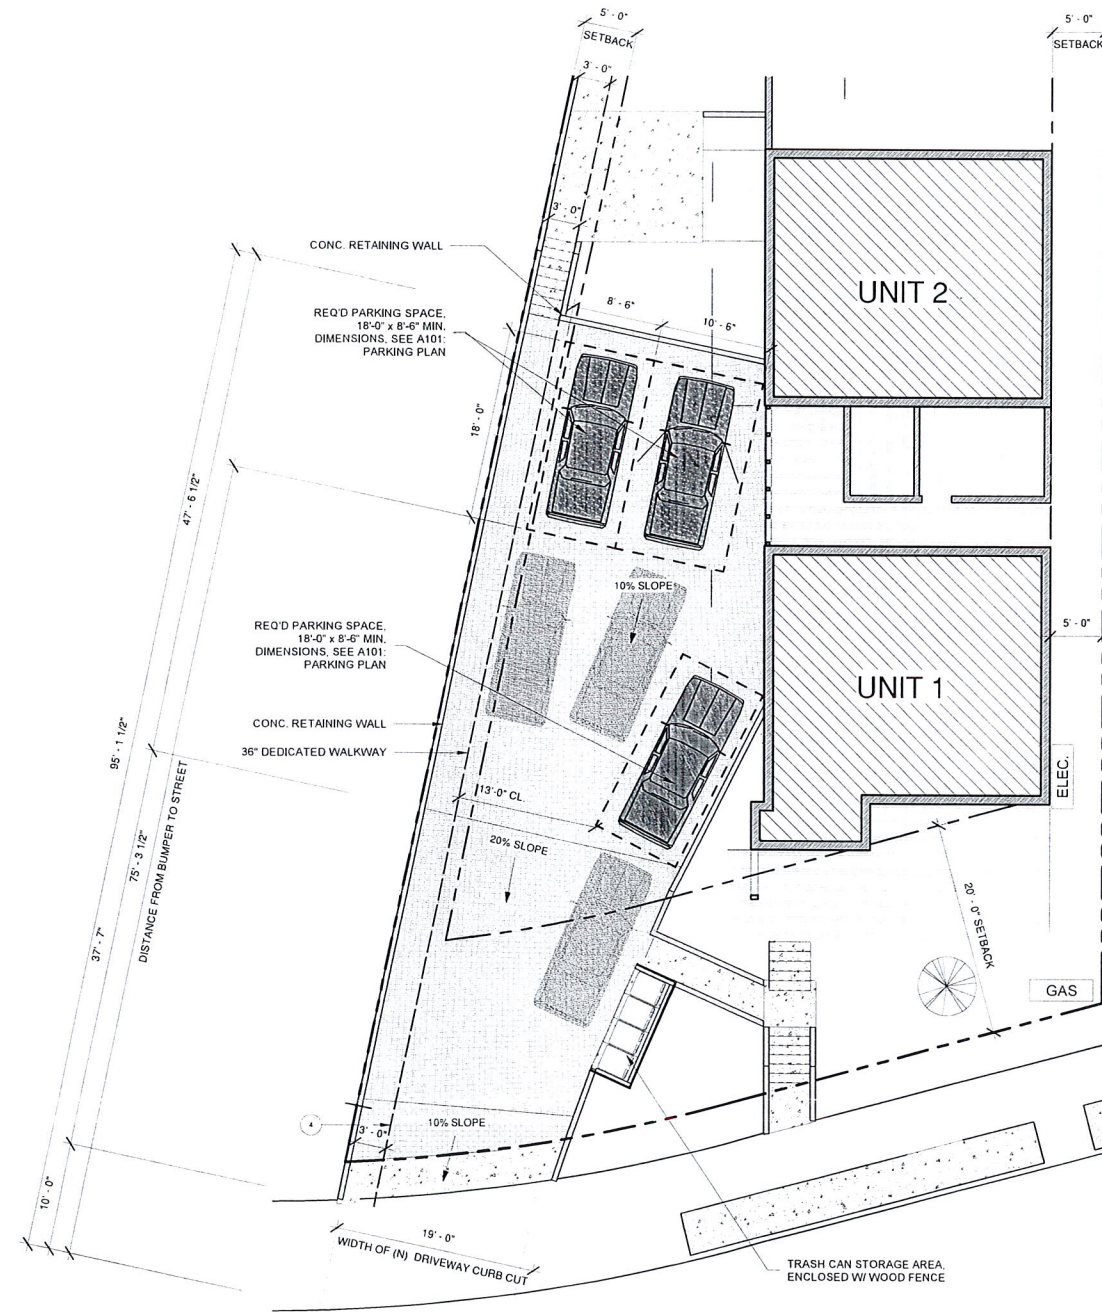 5' - 0"
SETBACK
3' - 0"
5' - 0"
SETBACK
3' - 0"
CONC. RETAINING WALL
UNIT 2
8' - 6"
10' - 6"
REQ'D PARKING SPACE,
18'-0" x 8'-6" MIN.
DIMENSIONS, SEE A101:
PARKING PLAN
18' - 0"
47' - 6 1/2"
10% SLOPE
REQ'D PARKING SPACE,
18'-0" x 8'-6" MIN.
DIMENSIONS, SEE A101:
PARKING PLAN
5' - 0"
UNIT 1
CONC. RETAINING WALL
36" DEDICATED WALKWAY
95' - 1 1/2"
75' - 3 1/2"
DISTANCE FROM BUMPER TO STREET
ELEC.
13'-0" CL.
20% SLOPE
20' - 0" SETBACK
37' - 7"
GAS
4
3' - 0"
10% SLOPE
10' - 0"
19' - 0"
WIDTH OF (N) DRIVEWAY CURB CUT
TRASH CAN STORAGE AREA,
ENCLOSED W/ WOOD FENCE